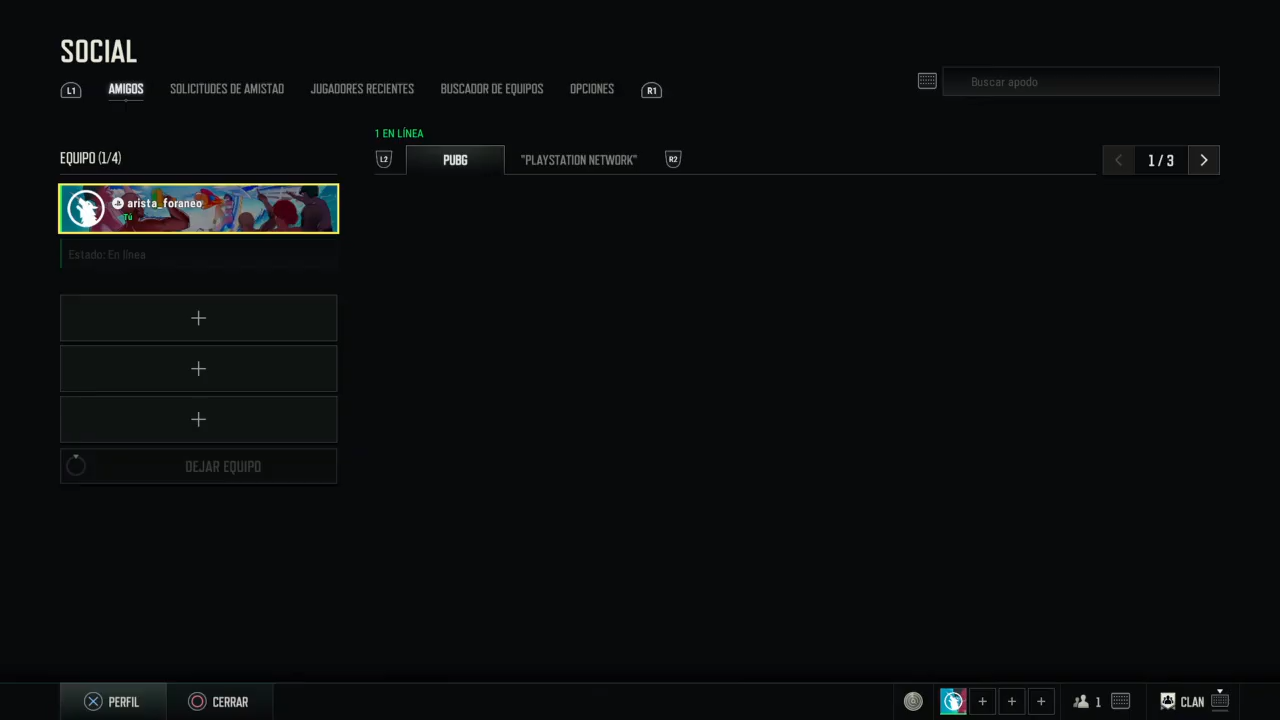 SOCIAL
L1 AMIGOS SOLICITUDES DE AMISTAD JUGADORES RECIENTES BUSCADOR DE EQUIPOS OPCIONES R1
Buscar apodo
1 EN LÍNEA
EQUIPO (1/4)
L2 PUBG "PLAYSTATION NETWORK" R2
1 / 3
arista_foraneo
Tú
Estado: En línea
DEJAR EQUIPO
PERFIL
CERRAR
1
CLAN